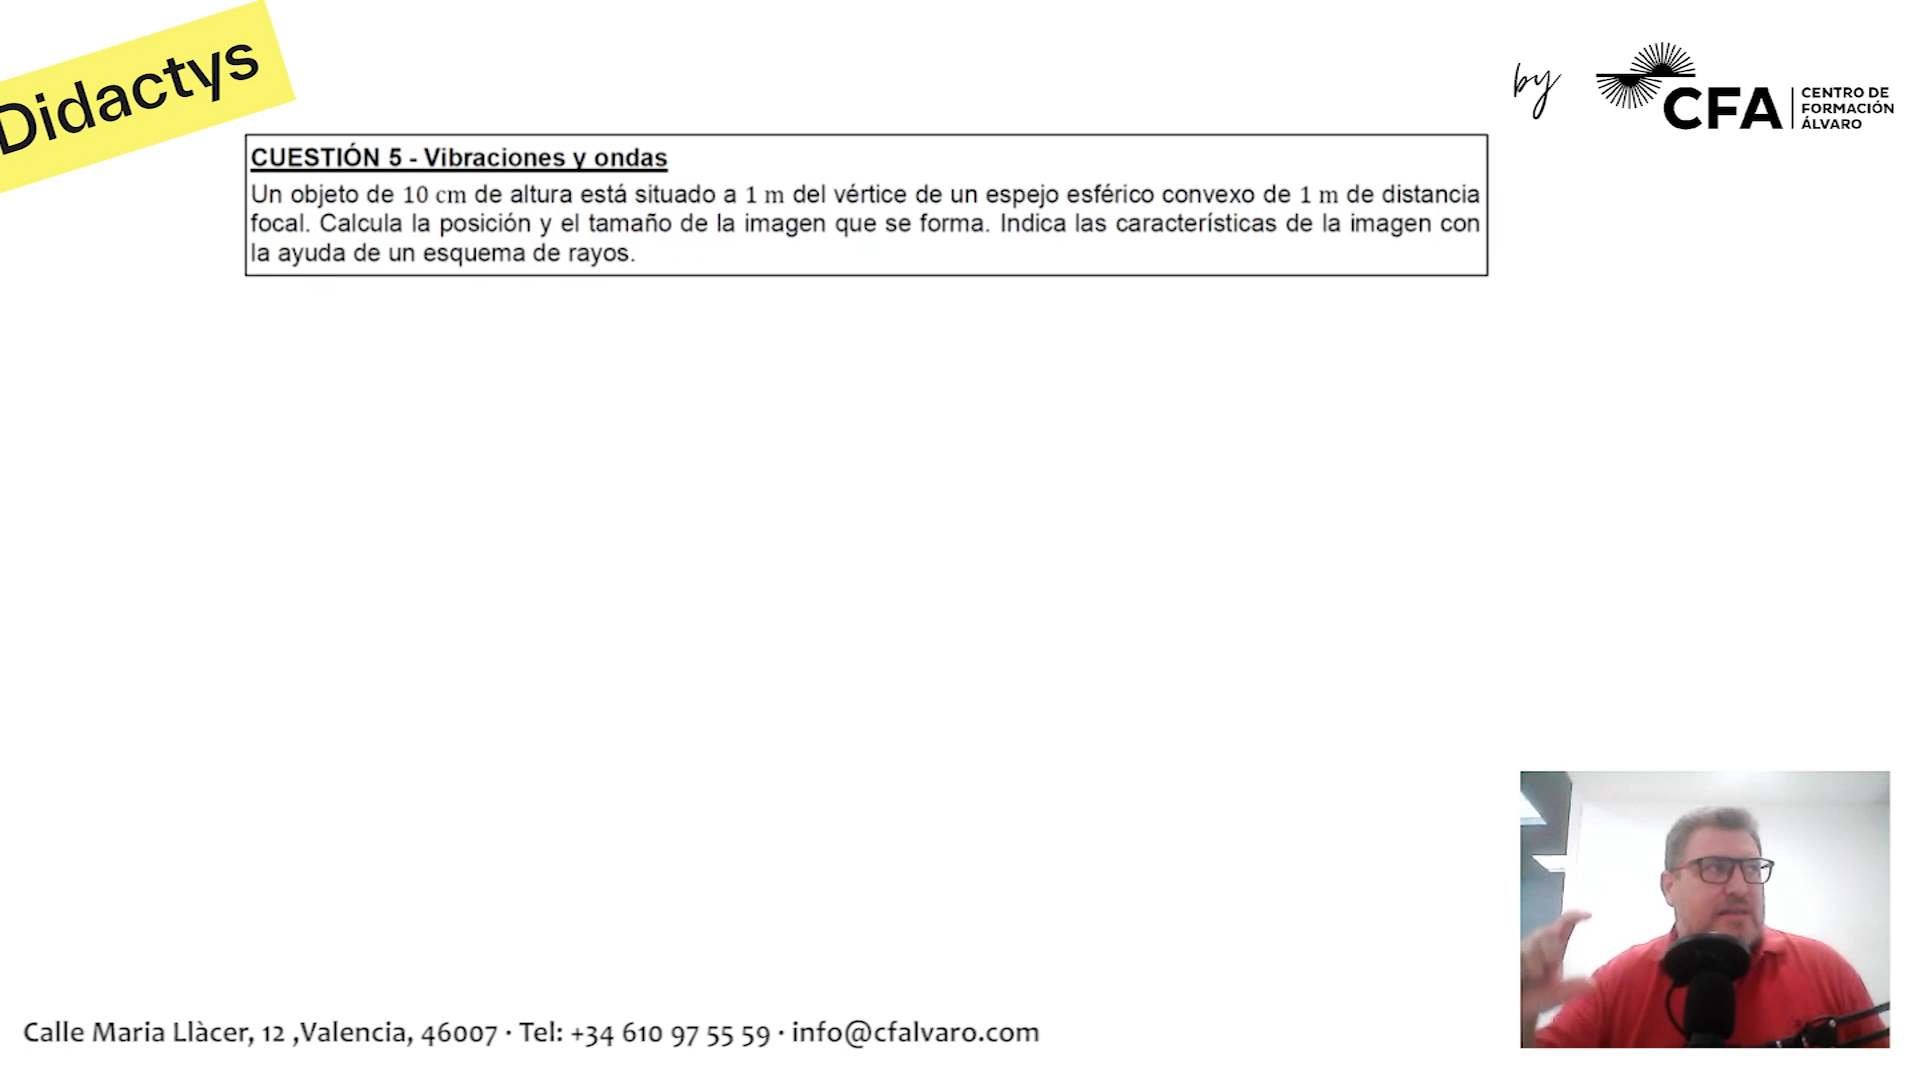 Didactys
by
CFA
CENTRO DE
FORMACIÓN
ÁLVARO
CUESTIÓN 5 - Vibraciones y ondas
Un objeto de 10 cm de altura está situado a 1 m del vértice de un espejo esférico convexo de 1 m de distancia
focal. Calcula la posición y el tamaño de la imagen que se forma. Indica las características de la imagen con
la ayuda de un esquema de rayos.
Calle Maria Llàcer, 12 ,Valencia, 46007 · Tel: +34 610 97 55 59 · info@cfalvaro.com